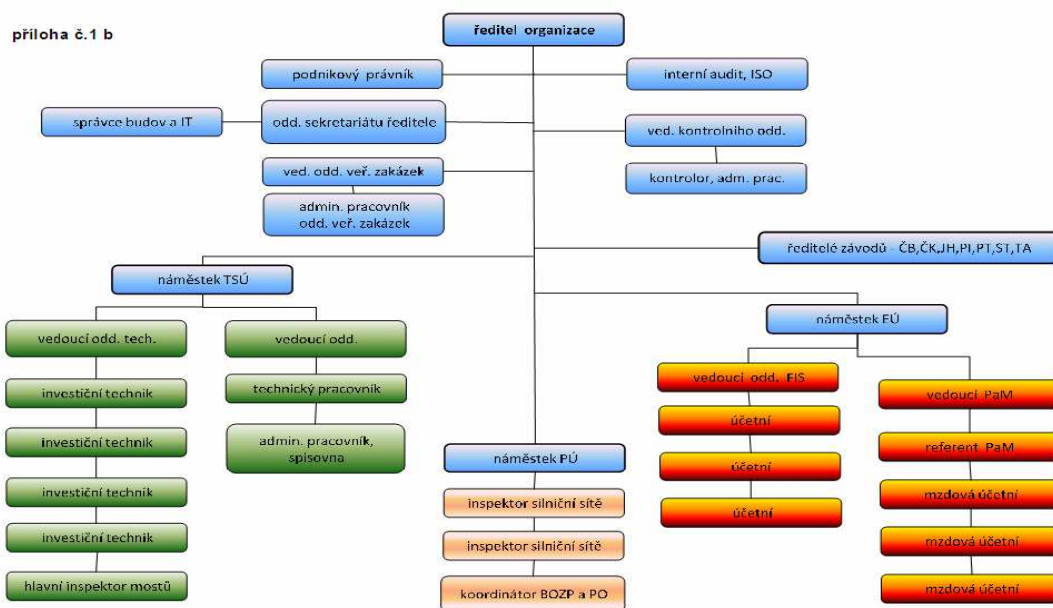 příloha č.1 b
ředitel organizace
podnikový právník
interní audit, ISO
správce budov a IT
odd. sekretariátu ředitele
ved. kontrolního odd.
ved. odd. veř. zakázek
kontrolor, adm. prac.
admin. pracovník
odd. veř. zakázek
ředitelé závodů - ČB,ČK,JH,PI,PT,ST,TA
náměstek TSÚ
náměstek EÚ
vedoucí odd. tech.
vedoucí odd.
investiční technik
technický pracovník
investiční technik
admin. pracovník,
spisovna
investiční technik
investiční technik
hlavní inspektor mostů
náměstek PÚ
inspektor silniční sítě
inspektor silniční sítě
koordinátor BOZP a PO
vedoucí odd. FIS
účetní
účetní
účetní
vedoucí PaM
referent PaM
mzdová účetní
mzdová účetní
mzdová účetní